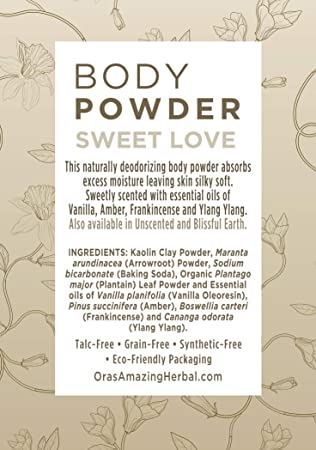 BODY
POWDER
SWEET LOVE
This naturally deodorizing body powder absorbs
excess moisture leaving skin silky soft.
Sweetly scented with essential oils of
Vanilla, Amber, Frankincense and Ylang Ylang.
Also available in Unscented and Blissful Earth.
INGREDIENTS: Kaolin Clay Powder, Maranta
arundinacea (Arrowroot) Powder, Sodium
bicarbonate (Baking Soda), Organic Plantago
major (Plantain) Leaf Powder and Essential
oils of Vanilla planifolia (Vanilla Oleoresin),
Pinus succinifera (Amber), Boswellia carteri
(Frankincense) and Cananga odorata
(Ylang Ylang).
Talc-Free • Grain-Free • Synthetic-Free
• Eco-Friendly Packaging
OrasAmazingHerbal.com